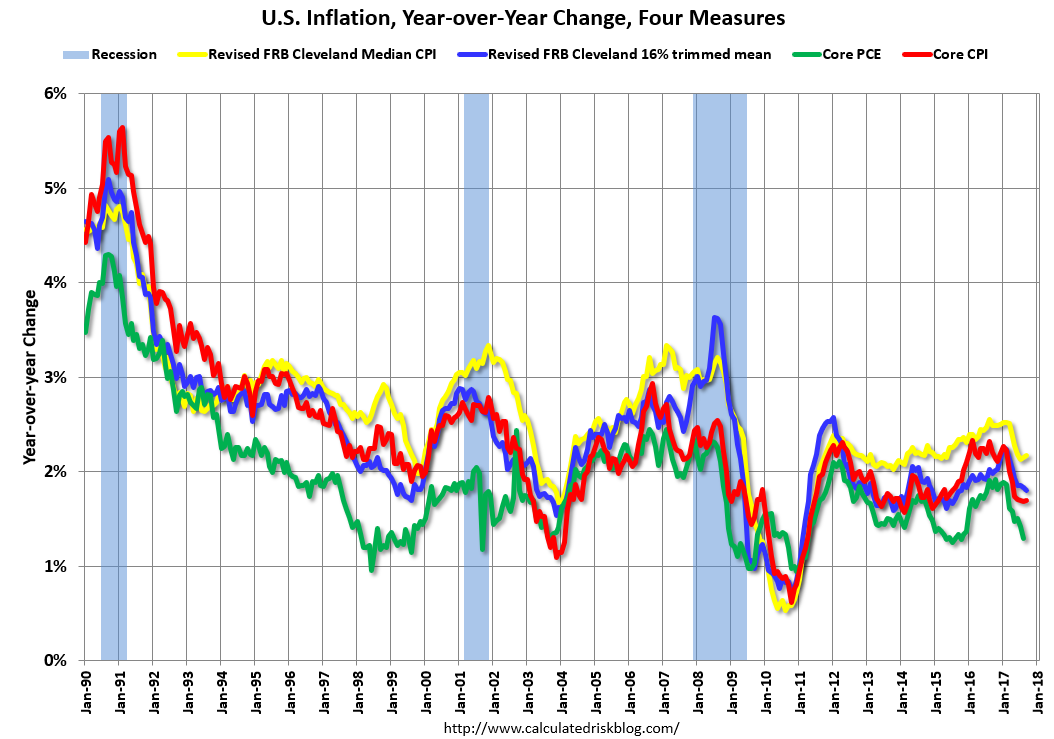 U.S. Inflation, Year-over-Year Change, Four Measures
Recession Revised FRB Cleveland Median CPI Revised FRB Cleveland 16% trimmed mean Core PCE Core CPI
6%
5%
4%
3%
2%
1%
0%
Year-over-year Change
Jan-90 Jan-91 Jan-92 Jan-93 Jan-94 Jan-95 Jan-96 Jan-97 Jan-98 Jan-99 Jan-00 Jan-01 Jan-02 Jan-03 Jan-04 Jan-05 Jan-06 Jan-07 Jan-08 Jan-09 Jan-10 Jan-11 Jan-12 Jan-13 Jan-14 Jan-15 Jan-16 Jan-17 Jan-18
http://www.calculatedriskblog.com/